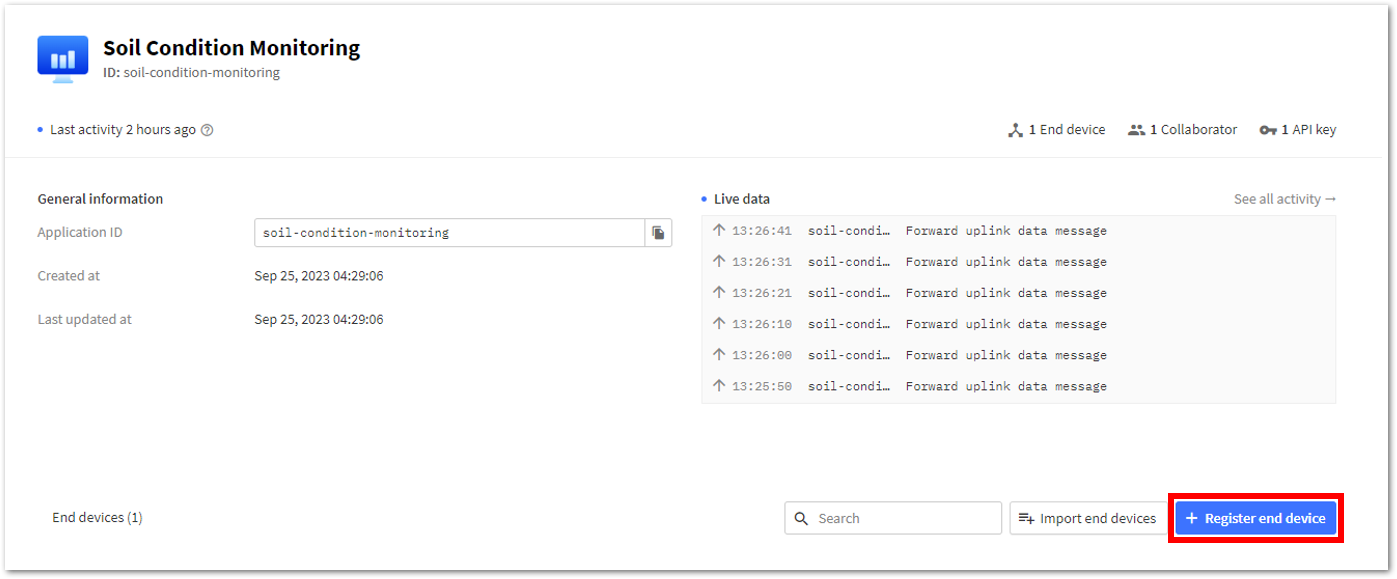 Soil Condition Monitoring
ID: soil-condition-monitoring
Last activity 2 hours ago
1 End device 1 Collaborator 1 API key
General information
Application ID soil-condition-monitoring
Created at Sep 25, 2023 04:29:06
Last updated at Sep 25, 2023 04:29:06
Live data See all activity →
↑ 13:26:41 soil-condi… Forward uplink data message
↑ 13:26:31 soil-condi… Forward uplink data message
↑ 13:26:21 soil-condi… Forward uplink data message
↑ 13:26:10 soil-condi… Forward uplink data message
↑ 13:26:00 soil-condi… Forward uplink data message
↑ 13:25:50 soil-condi… Forward uplink data message
End devices (1) Search Import end devices + Register end device